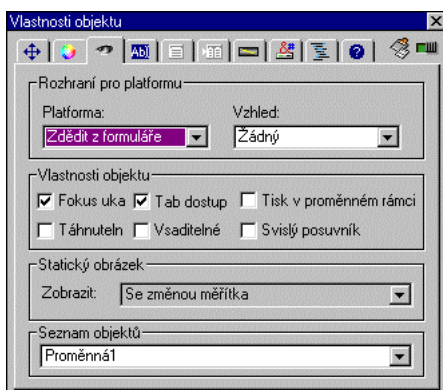 Vlastnosti objektu
Ab
Rozhraní pro platformu
Platforma: Vzhled:
Zdědit z formuláře Žádný
Vlastnosti objektu
Fokus uka Tab dostup Tisk v proměnném rámci
Táhnuteln Vsaditelné Svislý posuvník
Statický obrázek
Zobrazit: Se změnou měřítka
Seznam objektů
Proměnná1